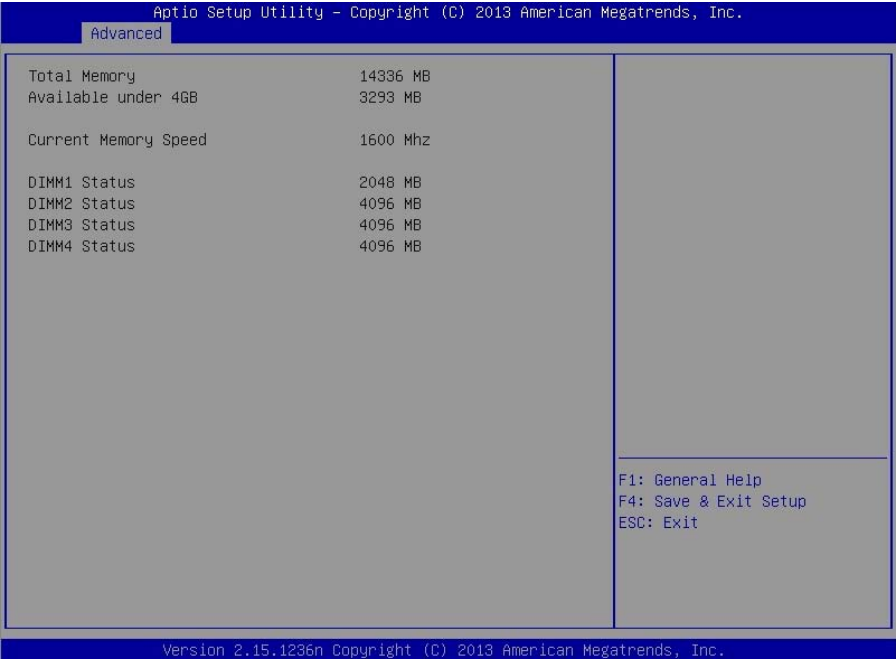 Aptio Setup Utility – Copyright (C) 2013 American Megatrends, Inc.
Advanced
Total Memory 14336 MB
Available under 4GB 3293 MB
Current Memory Speed 1600 Mhz
DIMM1 Status 2048 MB
DIMM2 Status 4096 MB
DIMM3 Status 4096 MB
DIMM4 Status 4096 MB
F1: General Help
F4: Save & Exit Setup
ESC: Exit
Version 2.15.1236n Copyright (C) 2013 American Megatrends, Inc.